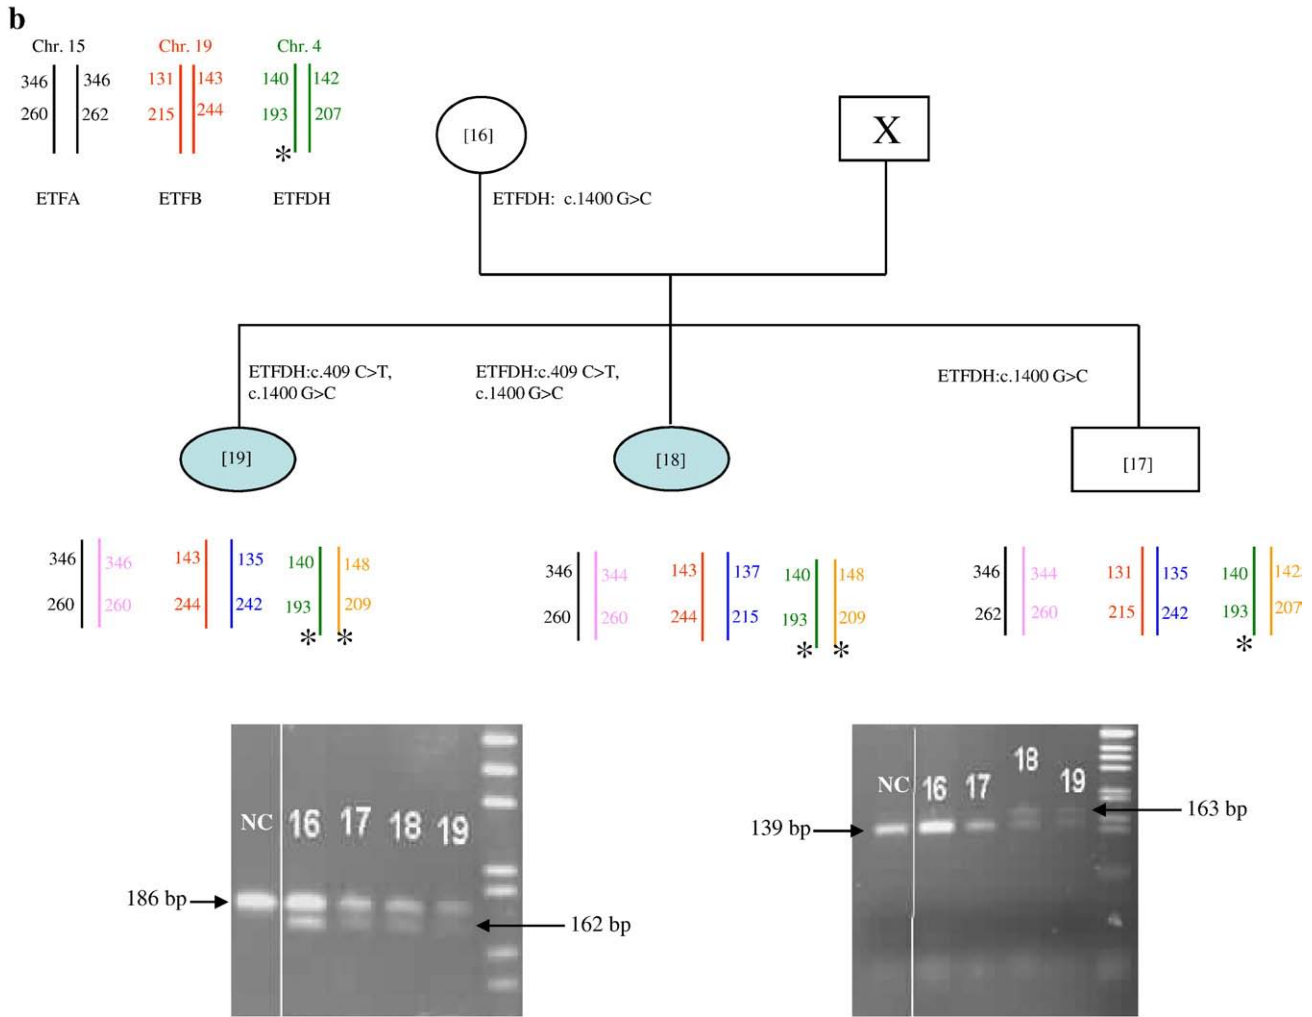 b
Chr. 15 Chr. 19 Chr. 4
346 346 131 143 140 142
260 262 215 244 193 207
*
ETFA ETFB ETFDH
[16] X
ETFDH: c.1400 G>C
ETFDH:c.409 C>T,
c.1400 G>C
ETFDH:c.409 C>T,
c.1400 G>C
ETFDH:c.1400 G>C
[19] [18] [17]
346 346 143 135 140 148
260 260 244 242 193 209
* *
346 344 143 137 140 148
260 260 244 215 193 209
* *
346 344 131 135 140 142
262 260 215 242 193 207
*
NC 16 17 18 19
186 bp
162 bp
NC 16 17 18 19
139 bp
163 bp